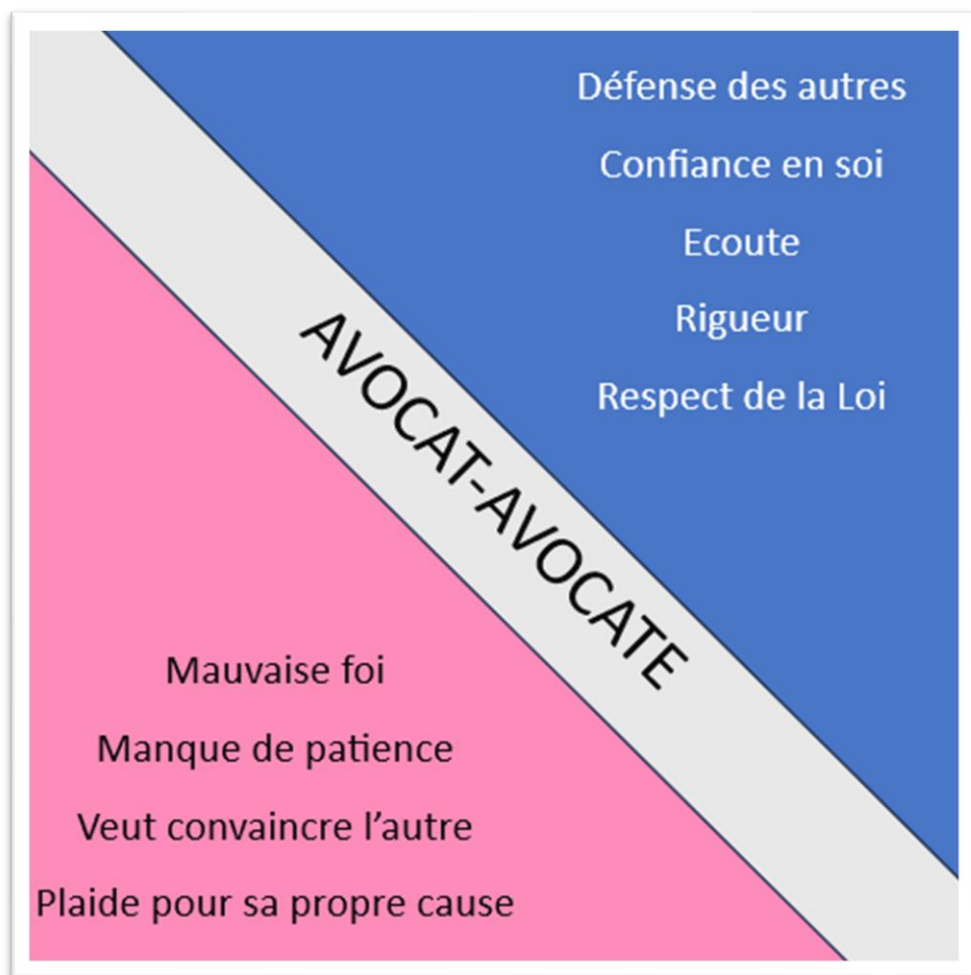 Défense des autres
Confiance en soi
Ecoute
Rigueur
Respect de la Loi
AVOCAT-AVOCATE
Mauvaise foi
Manque de patience
Veut convaincre l’autre
Plaide pour sa propre cause